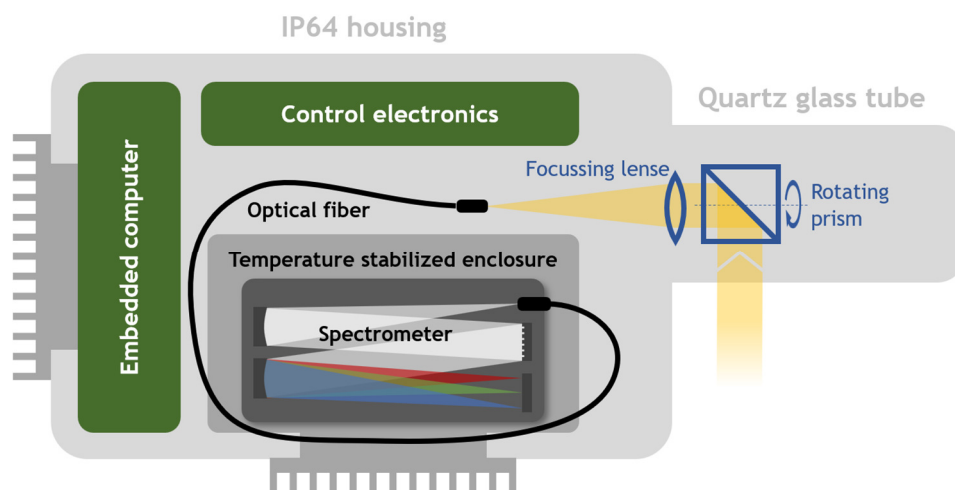 IP64 housing
Quartz glass tube
Control electronics
Embedded computer
Focussing lense
Rotating
prism
Optical fiber
Temperature stabilized enclosure
Spectrometer